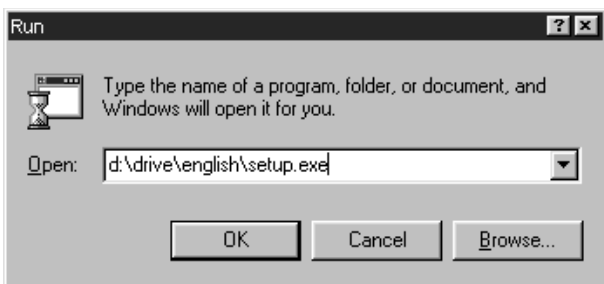 Run
Type the name of a program, folder, or document, and
Windows will open it for you.
Open: d:\drive\english\setup.exe
OK Cancel Browse...